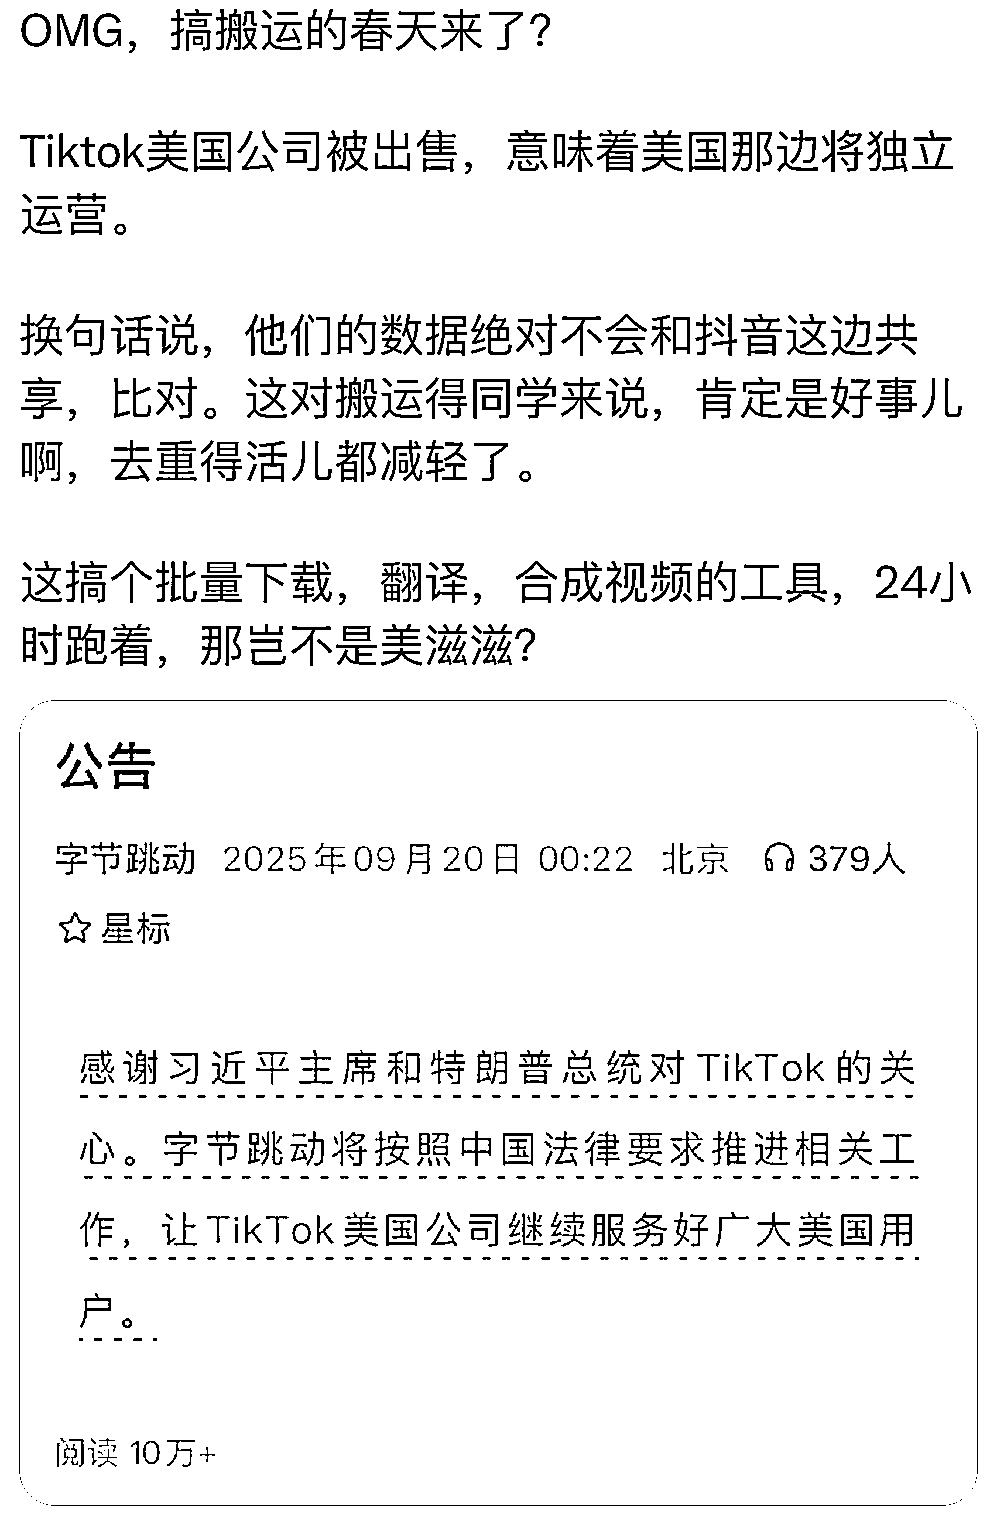 OMG，搞搬运的春天来了？
Tiktok美国公司被出售，意味着美国那边将独立
运营。
换句话说，他们的数据绝对不会和抖音这边共
享，比对。这对搬运得同学来说，肯定是好事儿
啊，去重得活儿都减轻了。
这搞个批量下载，翻译，合成视频的工具，24小
时跑着，那岂不是美滋滋？
公告
字节跳动 2025年09月20日 00:22 北京 379人
星标
感谢习近平主席和特朗普总统对TikTok的关
心。字节跳动将按照中国法律要求推进相关工
作，让TikTok美国公司继续服务好广大美国用
户。
阅读 10万+